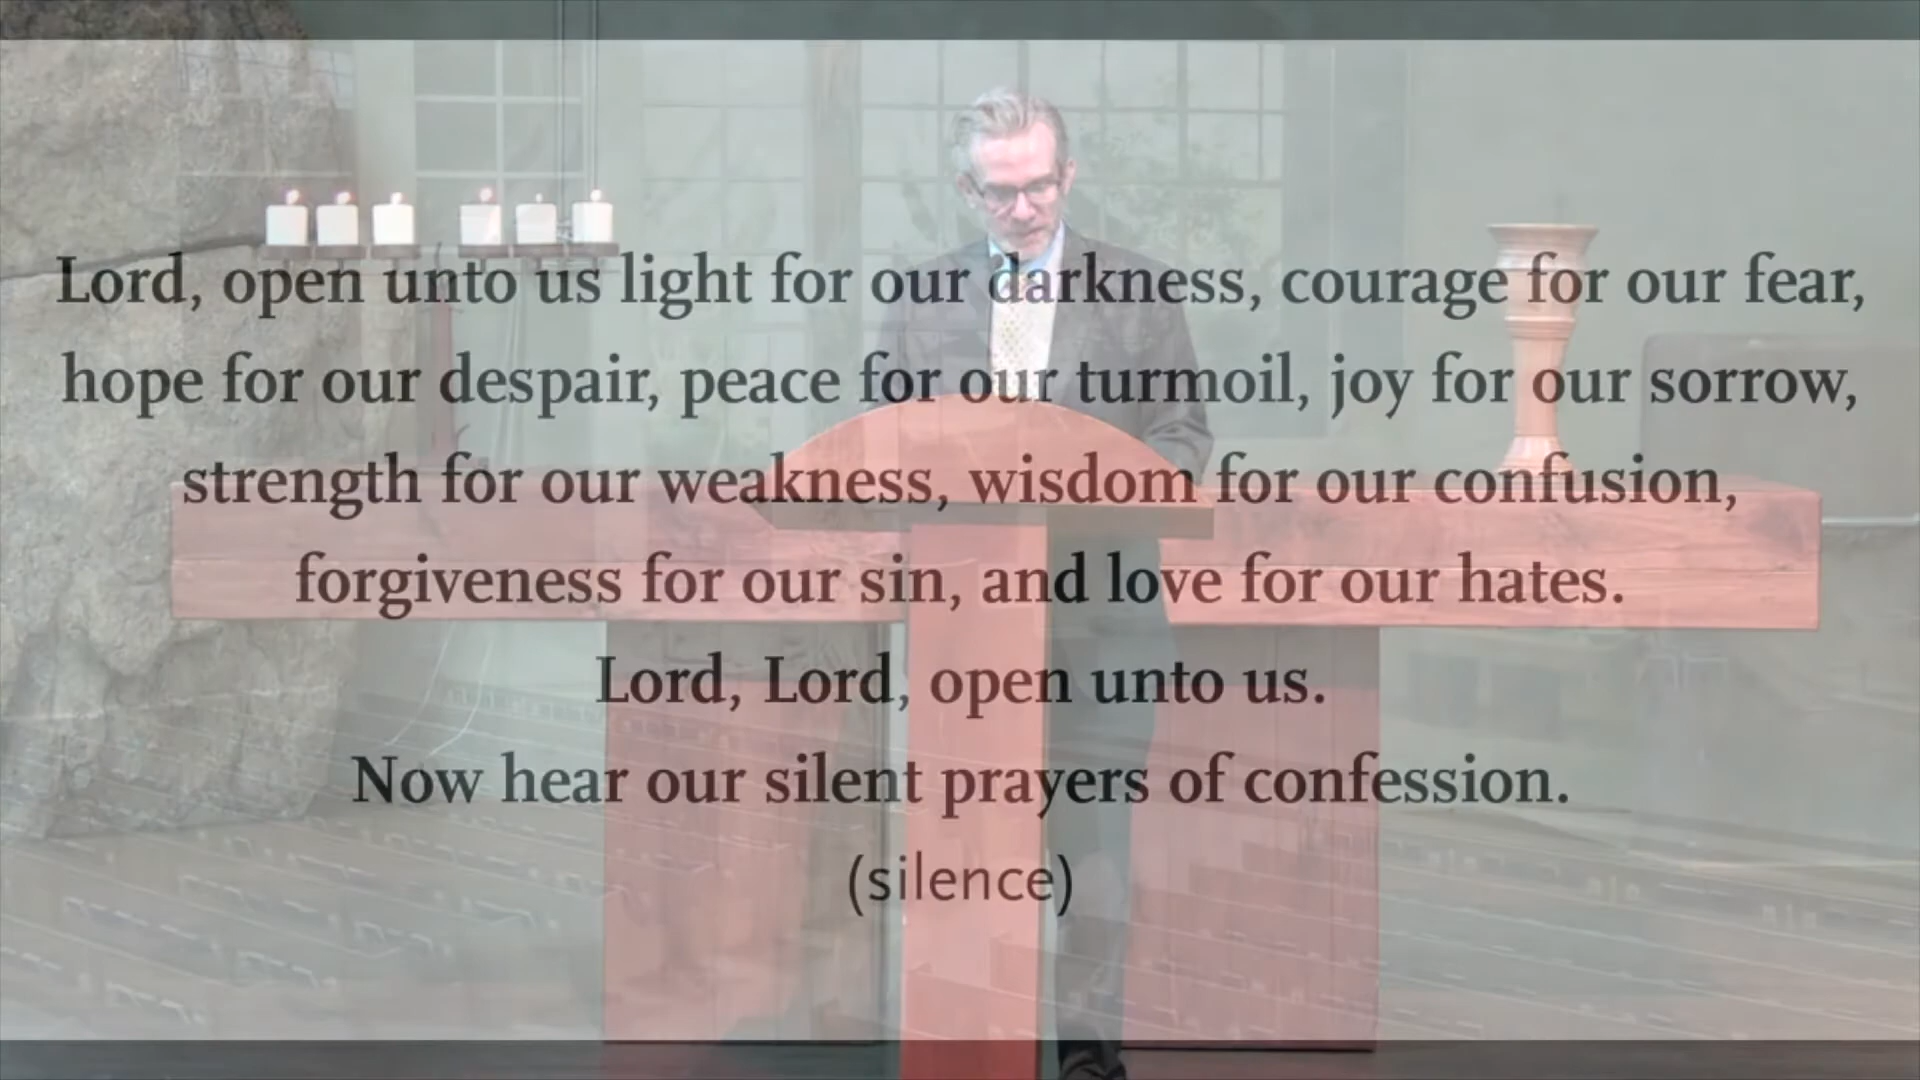 Lord, open unto us light for our darkness, courage for our fear,
hope for our despair, peace for our turmoil, joy for our sorrow,
strength for our weakness, wisdom for our confusion,
forgiveness for our sin, and love for our hates.
Lord, Lord, open unto us.
Now hear our silent prayers of confession.
(silence)